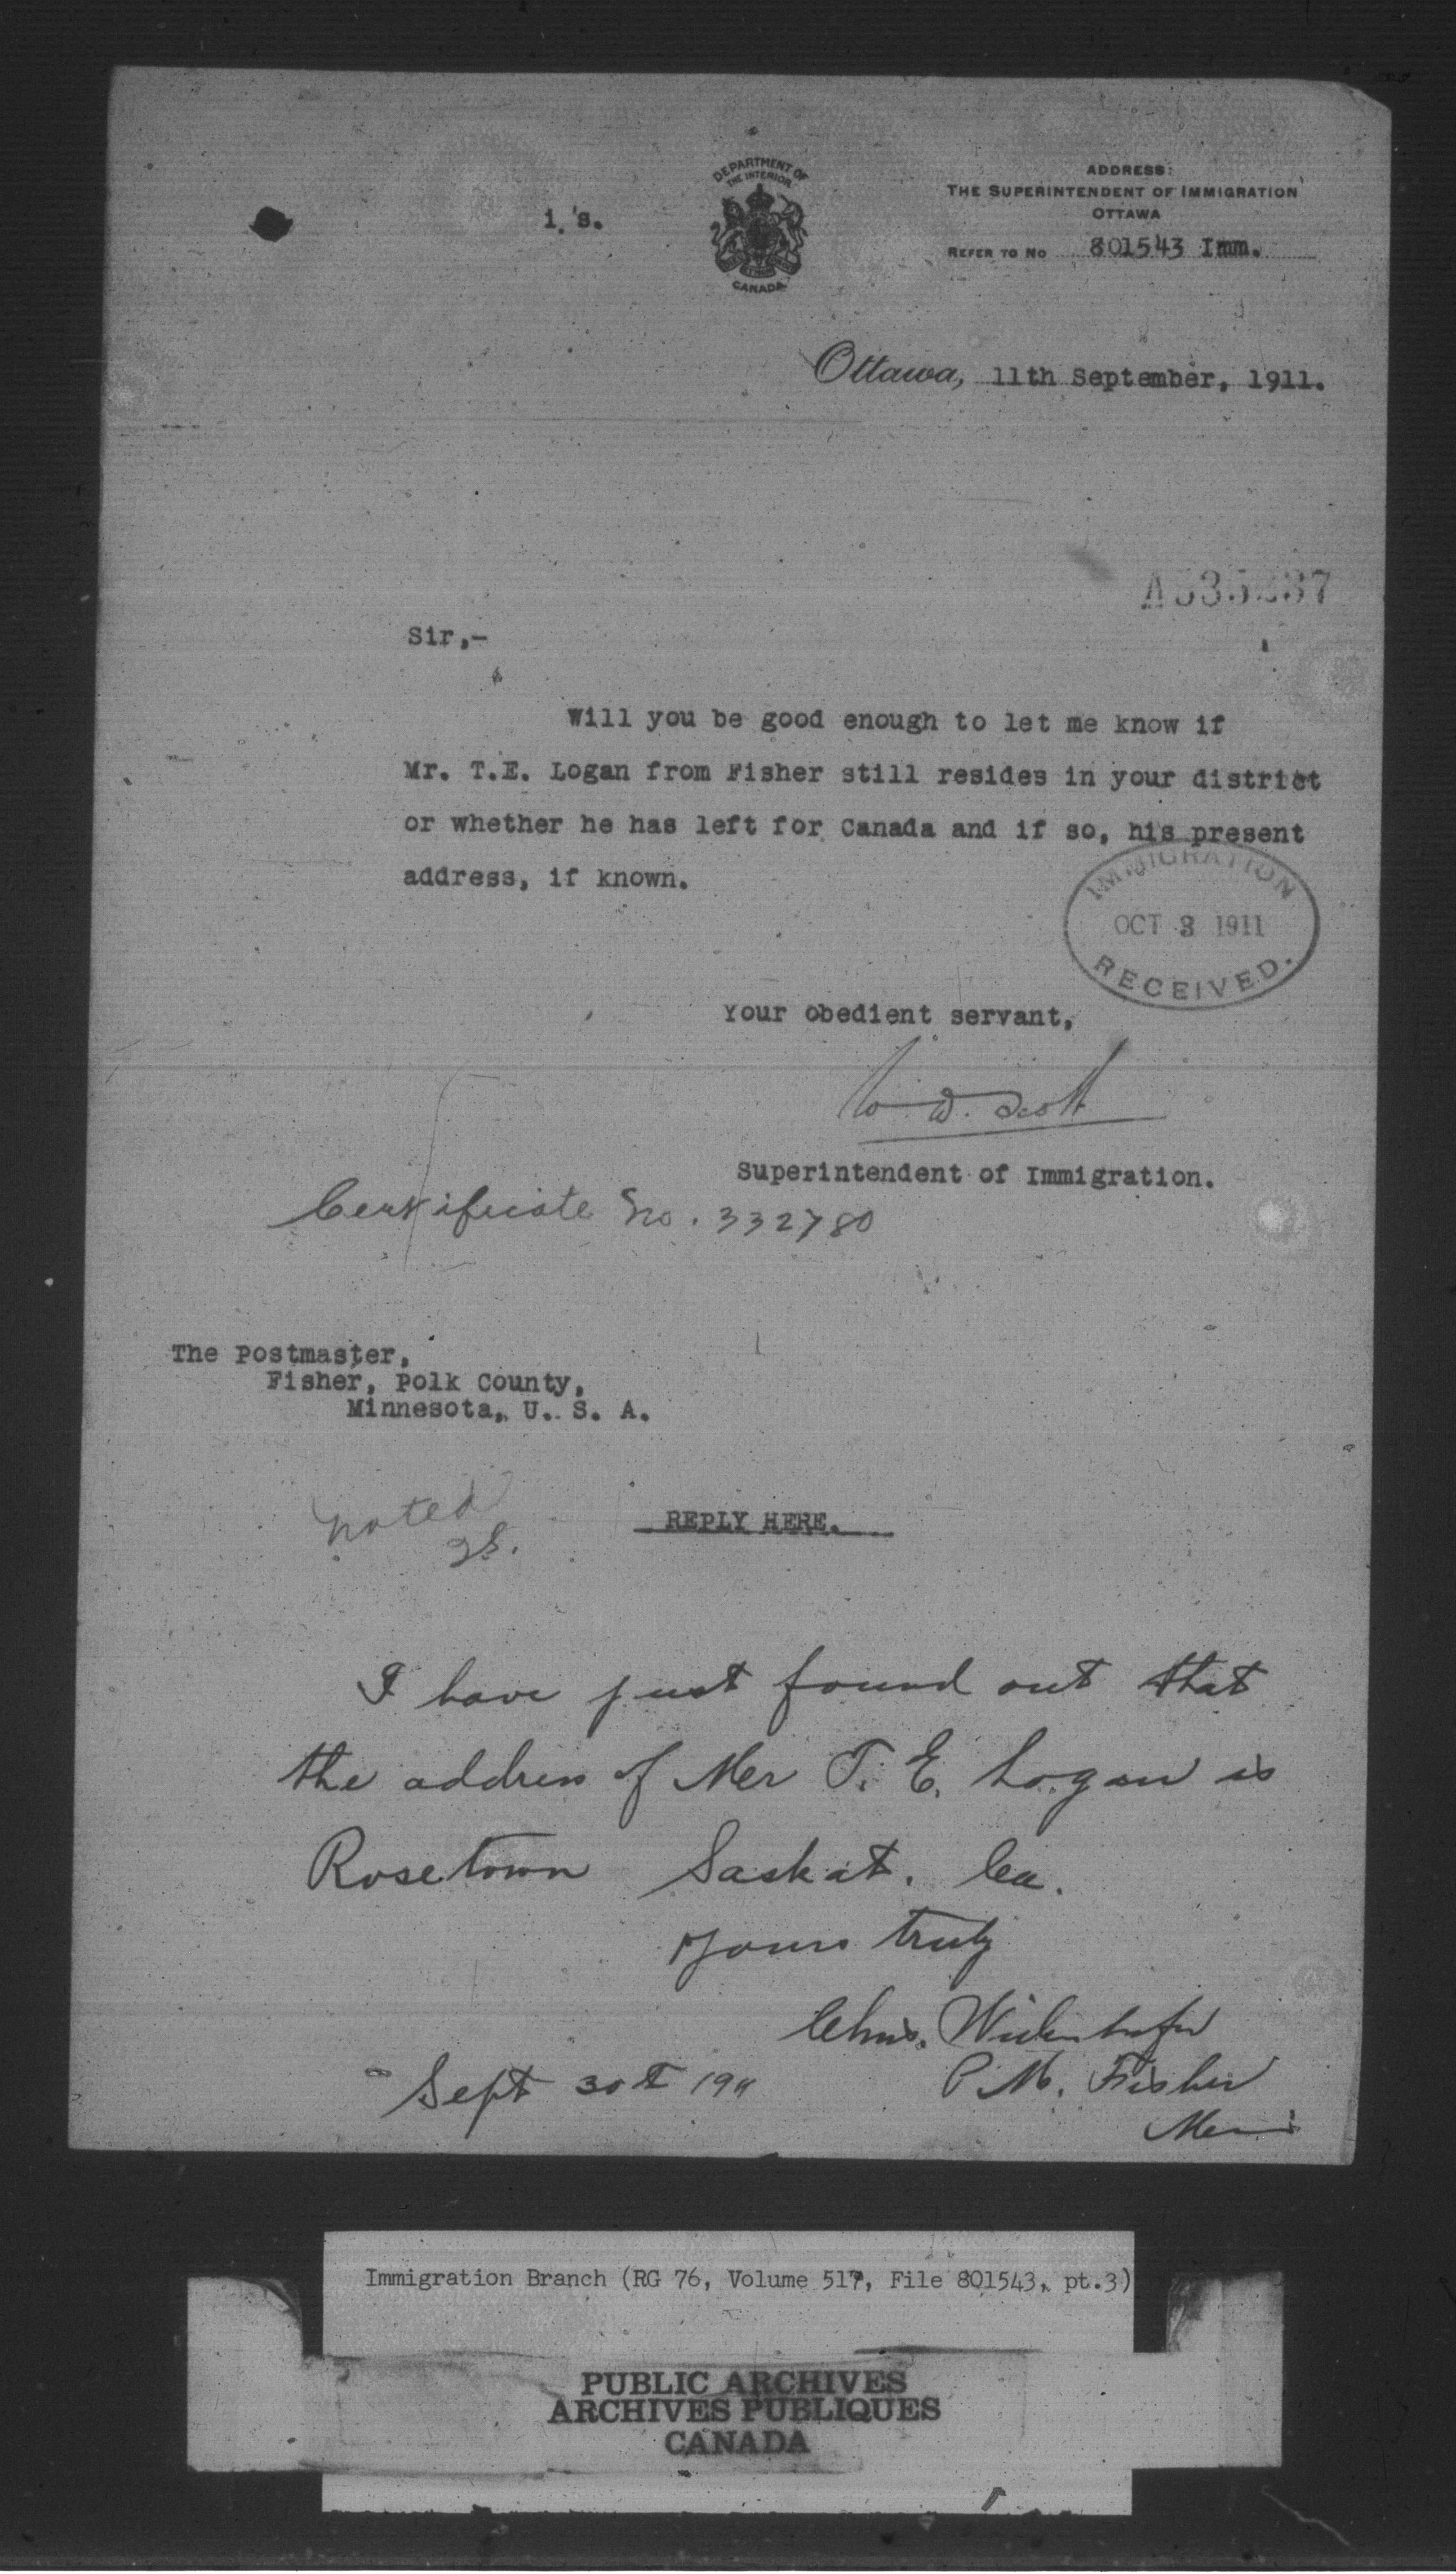 DEPARTMENT OF
THE INTERIOR
CANADA
i.'s.
ADDRESS:
THE SUPERINTENDENT OF IMMIGRATION
OTTAWA
REFER TO NO 801543 Imm.
Ottawa, 11th September, 1911.
Sir,-
Will you be good enough to let me know if
Mr. T.E. Logan from Fisher still resides in your district
or whether he has left for Canada and if so, his present
address, if known.
IMMIGRATION
OCT 3 1911
RECEIVED.
Your obedient servant,
W. D. Scott
Superintendent of Immigration.
Certificate No. 332780
The Postmaster,
Fisher, Polk County,
Minnesota, U. S. A.
noted
REPLY HERE.
I have just found out that
the address of Mer T. E. Logan is
Rosetown Saskat. Ca.
Yours truly
Chris.
P. M. Fisher
Sept 30t 1911
Immigration Branch (RG 76, Volume 517, File 801543, pt.3)
PUBLIC ARCHIVES
ARCHIVES PUBLIQUES
CANADA